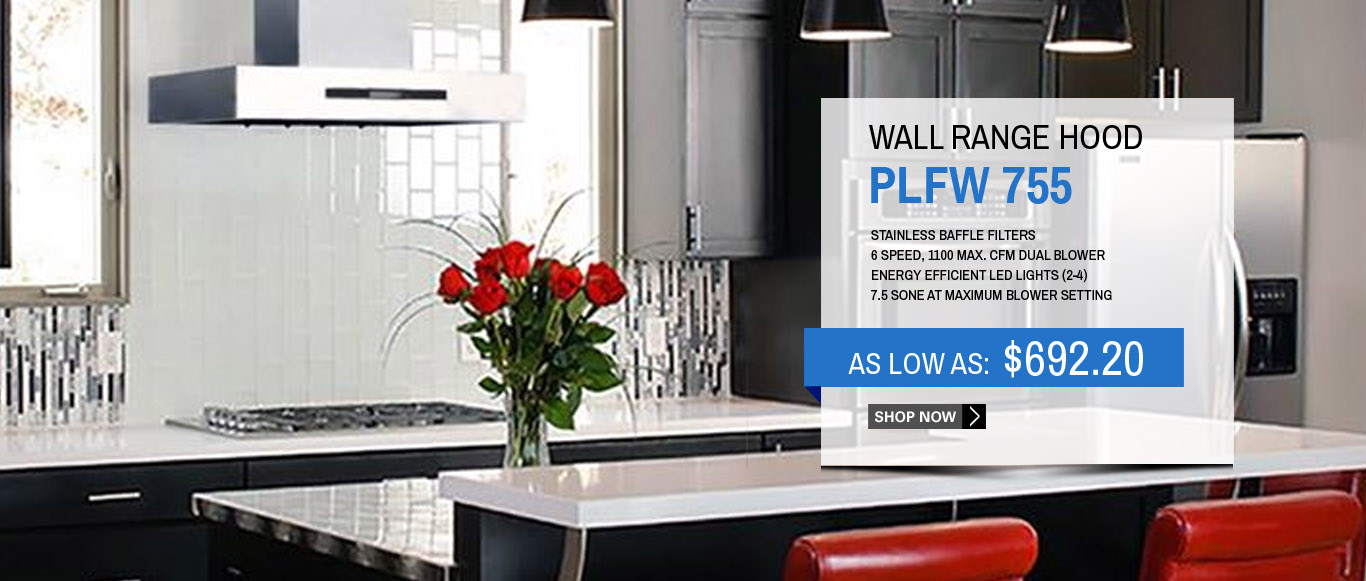 WALL RANGE HOOD
PLFW 755
STAINLESS BAFFLE FILTERS
6 SPEED, 1100 MAX. CFM DUAL BLOWER
ENERGY EFFICIENT LED LIGHTS (2-4)
7.5 SONE AT MAXIMUM BLOWER SETTING
AS LOW AS: $692.20
SHOP NOW